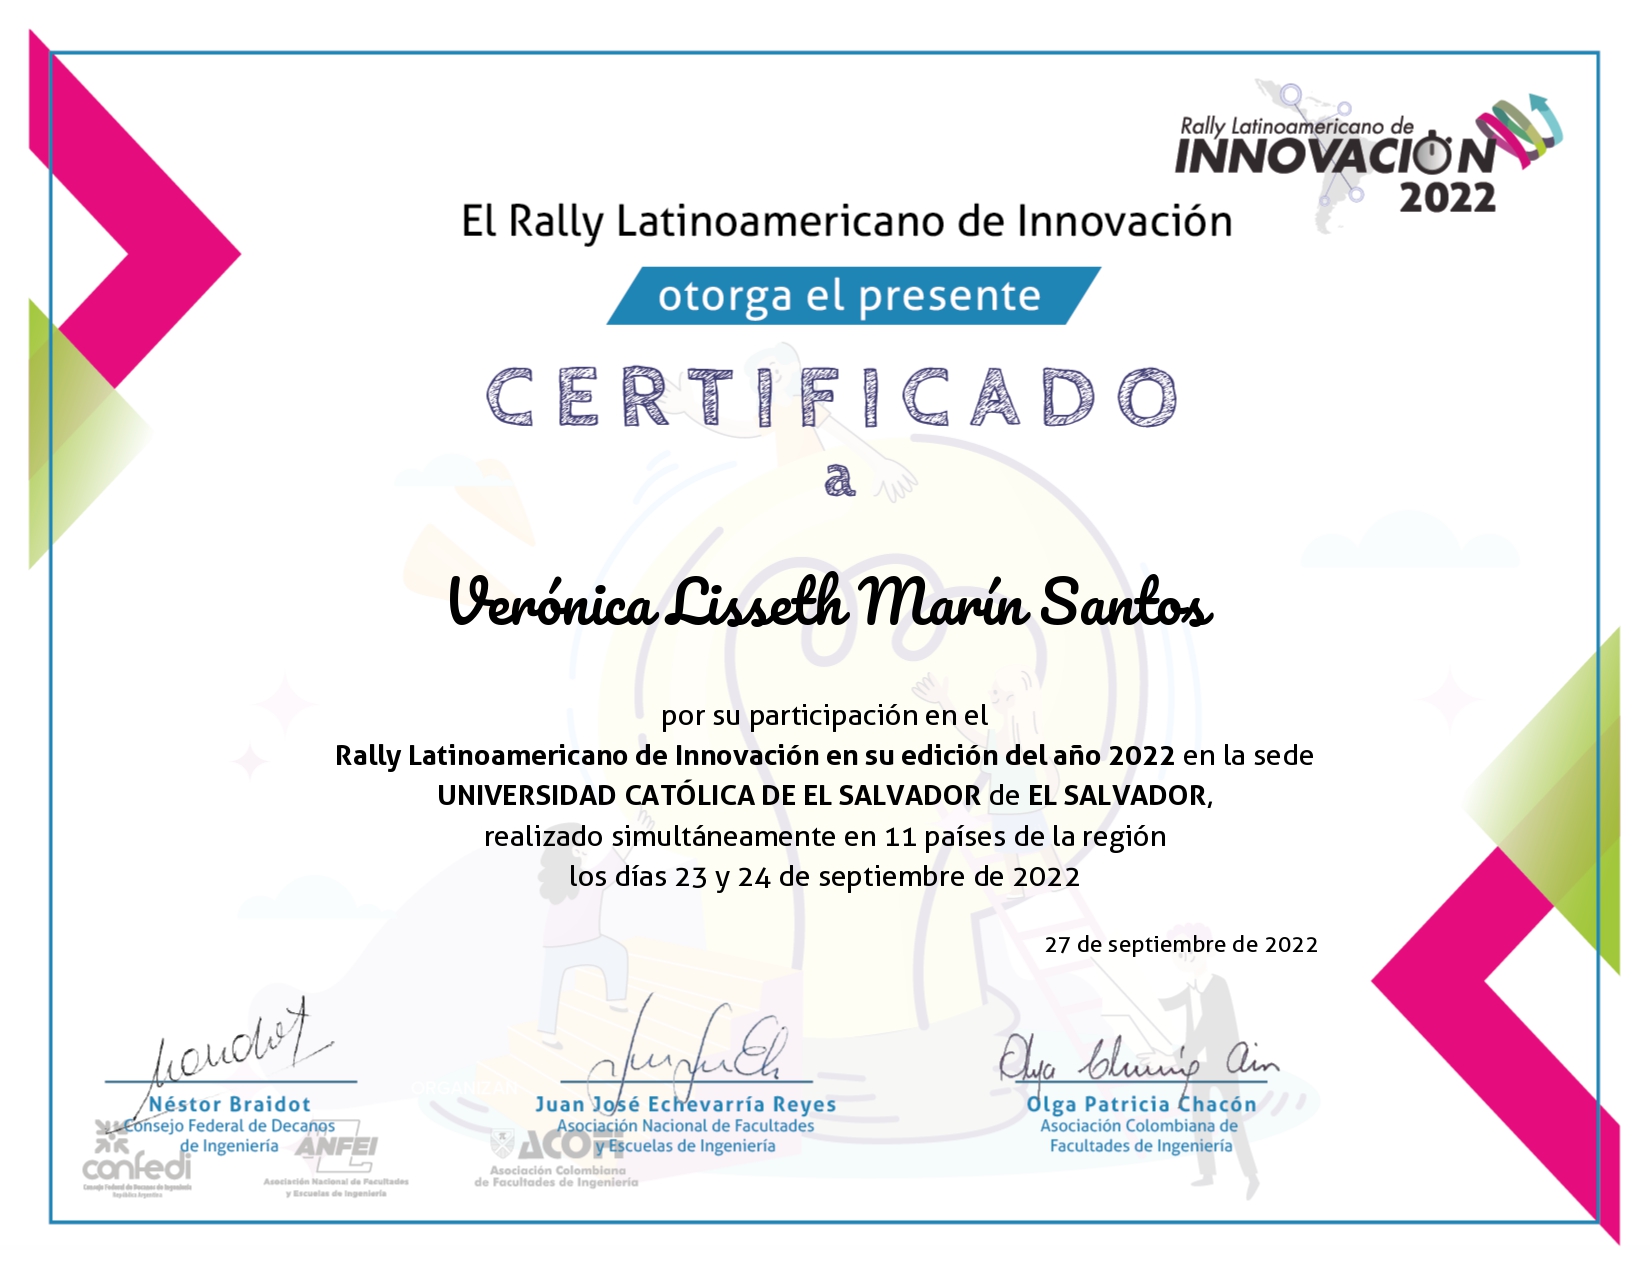 Rally Latinoamericano de
INNOVACIÓN
2022
El Rally Latinoamericano de Innovación
otorga el presente
CERTIFICADO
a
Verónica Lisseth Marín Santos
por su participación en el
Rally Latinoamericano de Innovación en su edición del año 2022 en la sede
UNIVERSIDAD CATÓLICA DE EL SALVADOR de EL SALVADOR,
realizado simultáneamente en 11 países de la región
los días 23 y 24 de septiembre de 2022
27 de septiembre de 2022
ORGANIZAN
Néstor Braidot
Consejo Federal de Decanos
de Ingeniería
Juan José Echevarría Reyes
Asociación Nacional de Facultades
y Escuelas de Ingeniería
Olga Patricia Chacón
Asociación Colombiana de
Facultades de Ingeniería
confedi
Consejo Federal de Decanos de Ingeniería
República Argentina
ANFEI
Asociación Nacional de Facultades
y Escuelas de Ingeniería
ACOFI
Asociación Colombiana
de Facultades de Ingeniería